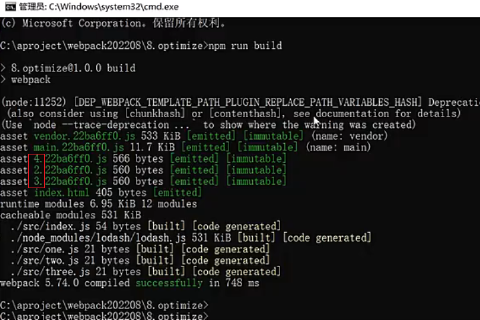 管理员: C:\Windows\system32\cmd.exe
(c) Microsoft Corporation。保留所有权利。
C:\aproject\webpack202208\8.optimize>npm run build
> 8.optimize@1.0.0 build
> webpack
(node:11252) [DEP_WEBPACK_TEMPLATE_PATH_PLUGIN_REPLACE_PATH_VARIABLES_HASH] Deprecatio
(also consider using [chunkhash] or [contenthash], see documentation for details)
(Use `node --trace-deprecation ...` to show where the warning was created)
asset vendor.22ba6ff0.js 533 KiB [emitted] [immutable] (name: vendor)
asset main.22ba6ff0.js 11.7 KiB [emitted] [immutable] (name: main)
asset 4.22ba6ff0.js 566 bytes [emitted] [immutable]
asset 2.22ba6ff0.js 560 bytes [emitted] [immutable]
asset 3.22ba6ff0.js 560 bytes [emitted] [immutable]
asset index.html 405 bytes [emitted]
runtime modules 6.95 KiB 12 modules
cacheable modules 531 KiB
./src/index.js 54 bytes [built] [code generated]
./node_modules/lodash/lodash.js 531 KiB [built] [code generated]
./src/one.js 21 bytes [built] [code generated]
./src/two.js 21 bytes [built] [code generated]
./src/three.js 21 bytes [built] [code generated]
webpack 5.74.0 compiled successfully in 748 ms
C:\aproject\webpack202208\8.optimize>
C:\aproject\webpack202208\8.optimize>